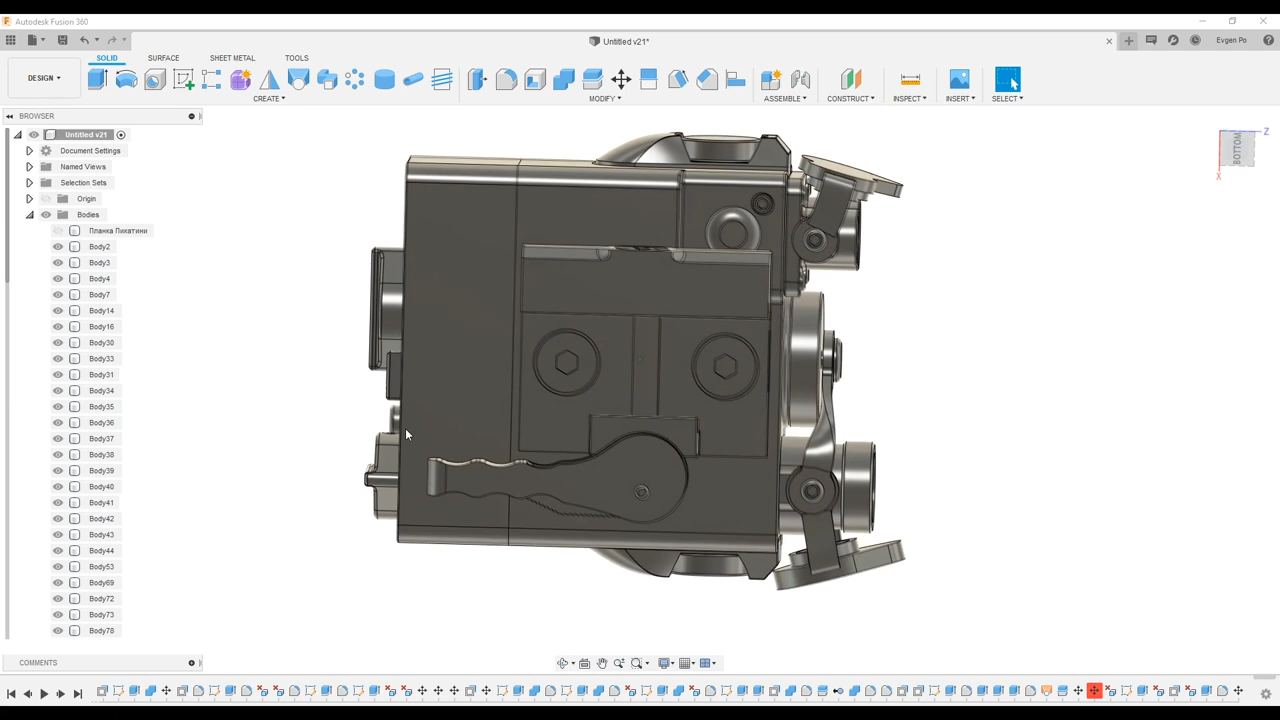 Autodesk Fusion 360
Untitled v21*
Evgen Po
DESIGN
SOLID
SURFACE
SHEET METAL
TOOLS
CREATE
MODIFY
ASSEMBLE
CONSTRUCT
INSPECT
INSERT
SELECT
BROWSER
Untitled v21
Document Settings
Named Views
Selection Sets
Origin
Bodies
Планка Пикатини
Body2
Body3
Body4
Body7
Body14
Body16
Body30
Body33
Body31
Body34
Body35
Body36
Body37
Body38
Body39
Body40
Body41
Body42
Body43
Body44
Body53
Body69
Body72
Body73
Body78
BOTTOM
Z
X
COMMENTS